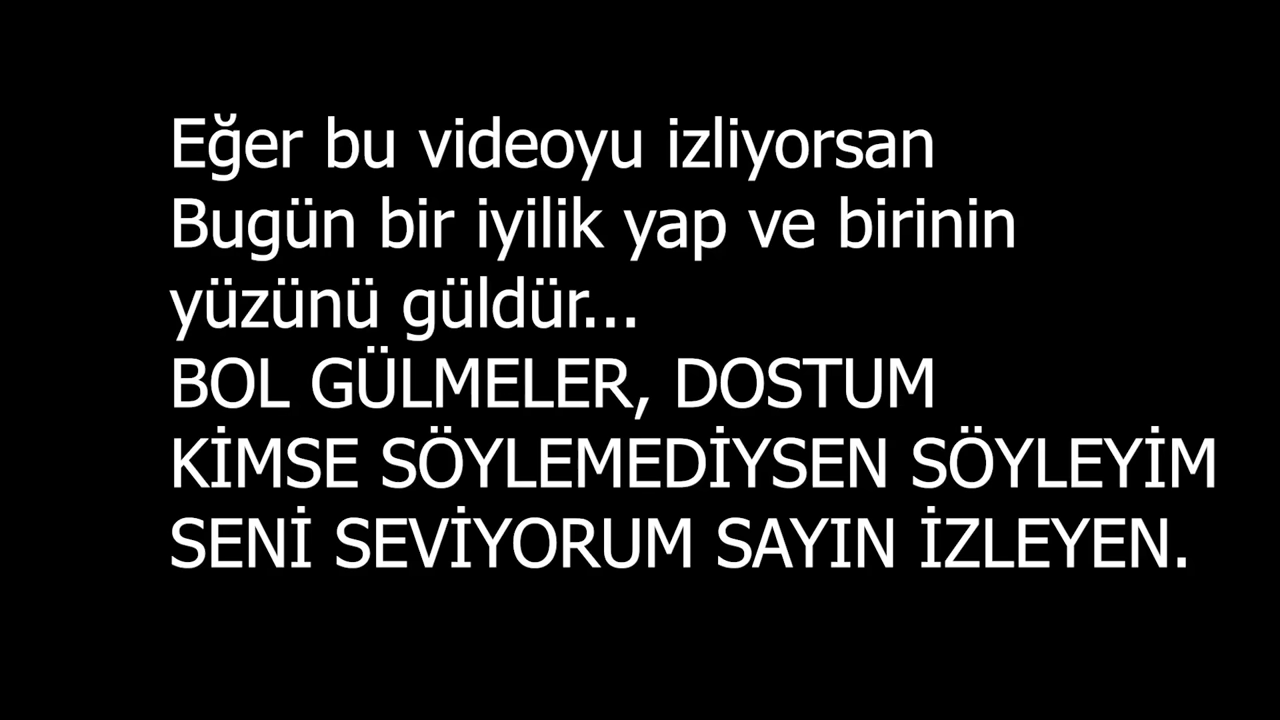 Eğer bu videoyu izliyorsan
Bugün bir iyilik yap ve birinin
yüzünü güldür...
BOL GÜLMELER, DOSTUM
KİMSE SÖYLEMEDİYSEN SÖYLEYİM
SENİ SEVİYORUM SAYIN İZLEYEN.